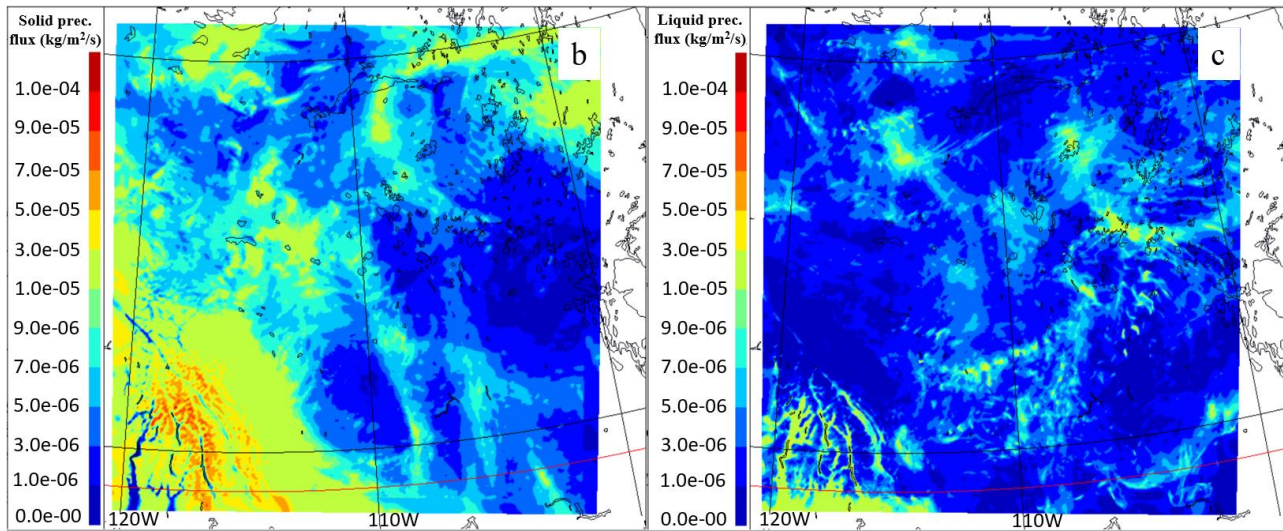 Solid prec.
flux (kg/m²/s)
1.0e-04
9.0e-05
7.0e-05
5.0e-05
3.0e-05
1.0e-05
9.0e-06
7.0e-06
5.0e-06
3.0e-06
1.0e-06
0.0e-00
b
120W
110W
Liquid prec.
flux (kg/m²/s)
1.0e-04
9.0e-05
7.0e-05
5.0e-05
3.0e-05
1.0e-05
9.0e-06
7.0e-06
5.0e-06
3.0e-06
1.0e-06
0.0e-00
c
120W
110W